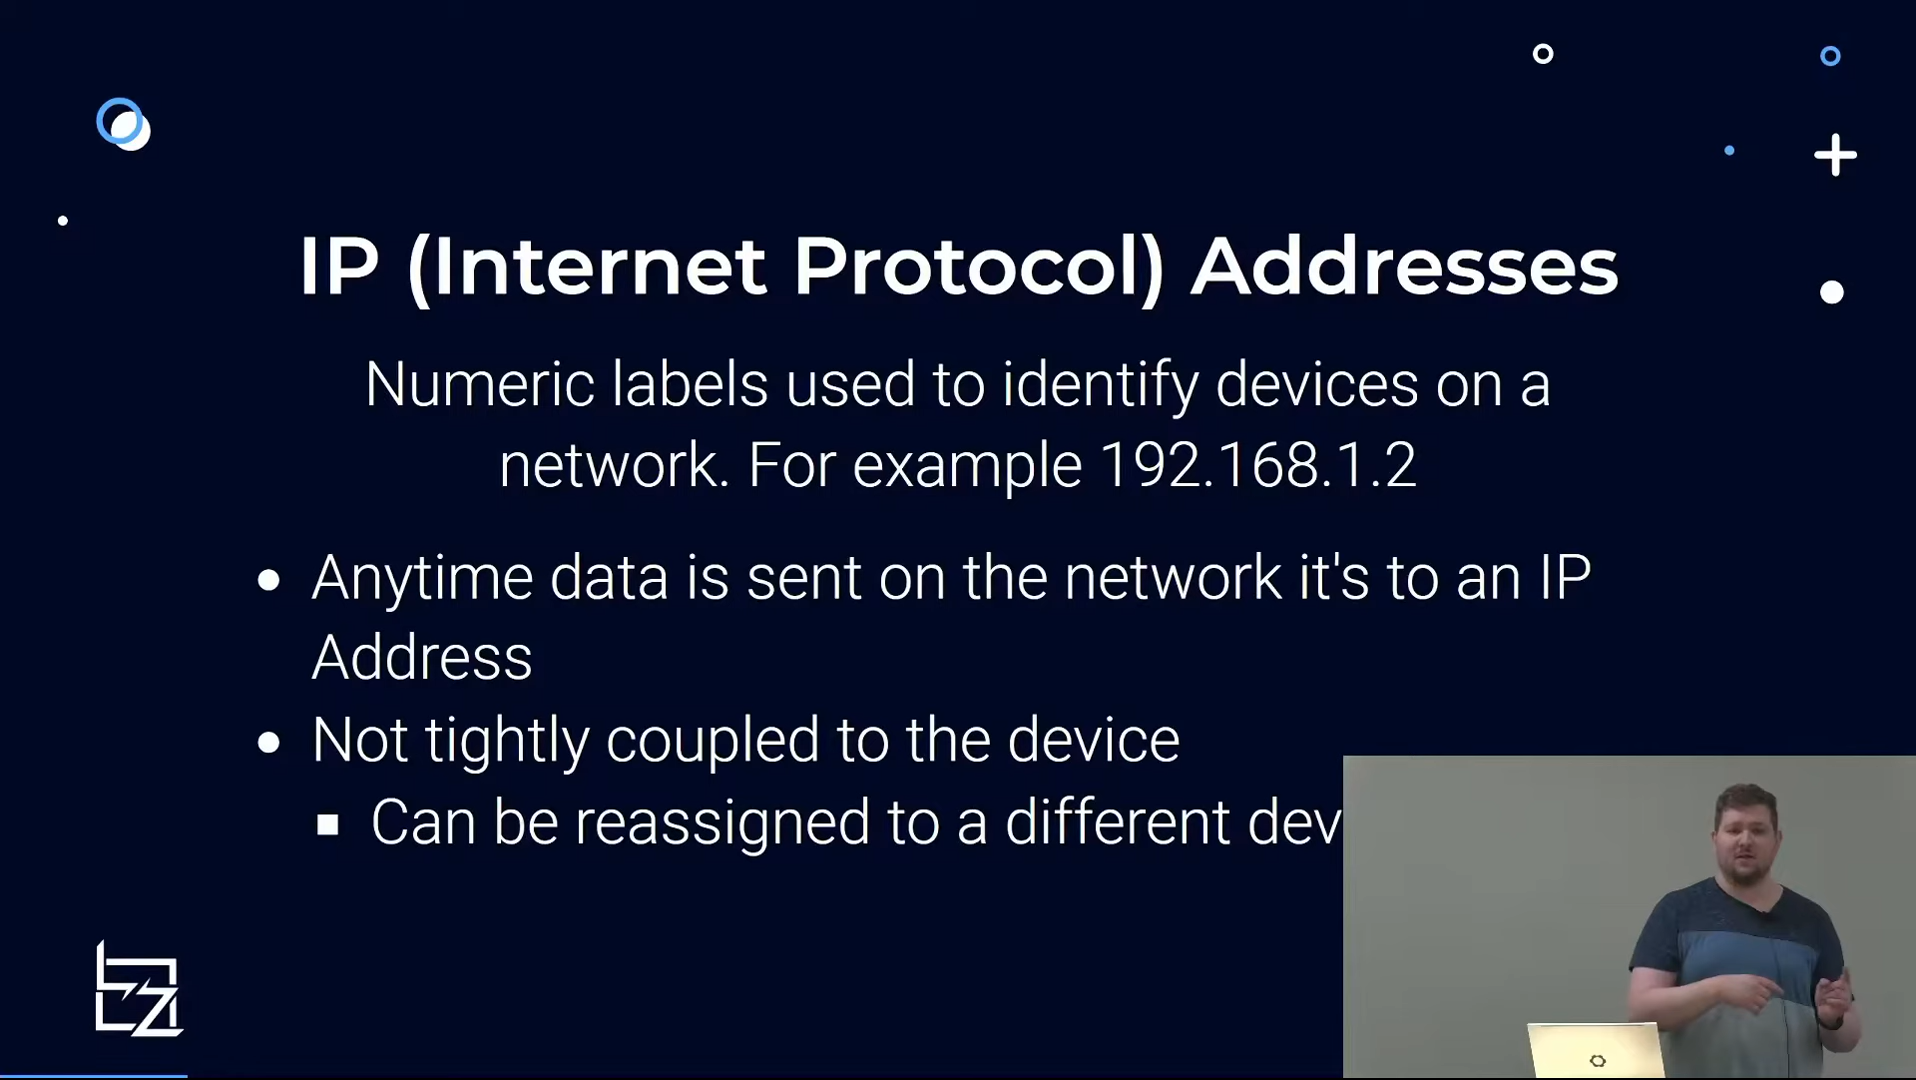 IP (Internet Protocol) Addresses
Numeric labels used to identify devices on a
network. For example 192.168.1.2
Anytime data is sent on the network it's to an IP
Address
Not tightly coupled to the device
Can be reassigned to a different